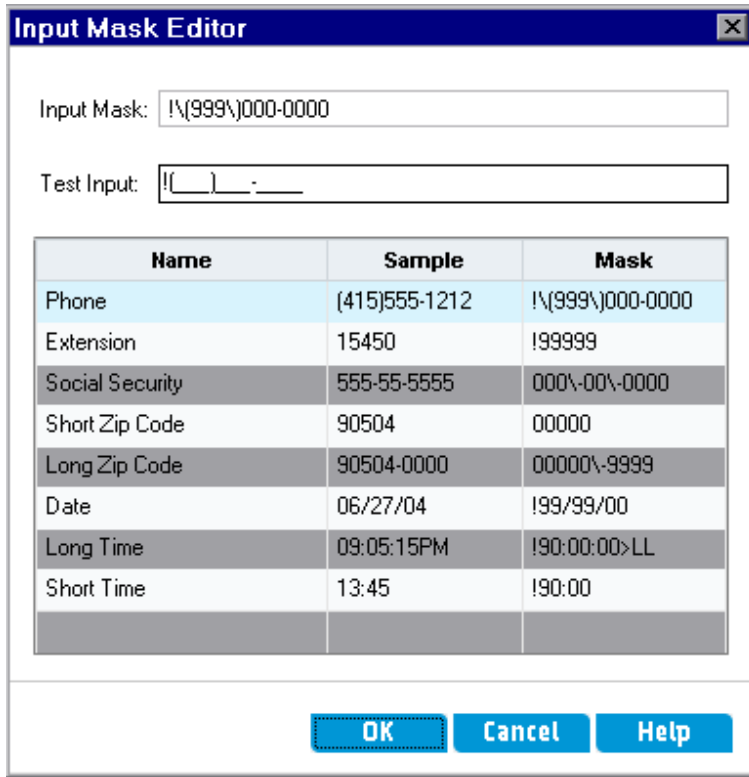 Input Mask Editor
Input Mask: !\(999\)000-0000
Test Input: !(___)___-____
Name Sample Mask
Phone (415)555-1212 !\(999\)000-0000
Extension 15450 !99999
Social Security 555-55-5555 000\-00\-0000
Short Zip Code 90504 00000
Long Zip Code 90504-0000 00000\-9999
Date 06/27/04 !99/99/00
Long Time 09:05:15PM !90:00:00>LL
Short Time 13:45 !90:00
OK Cancel Help